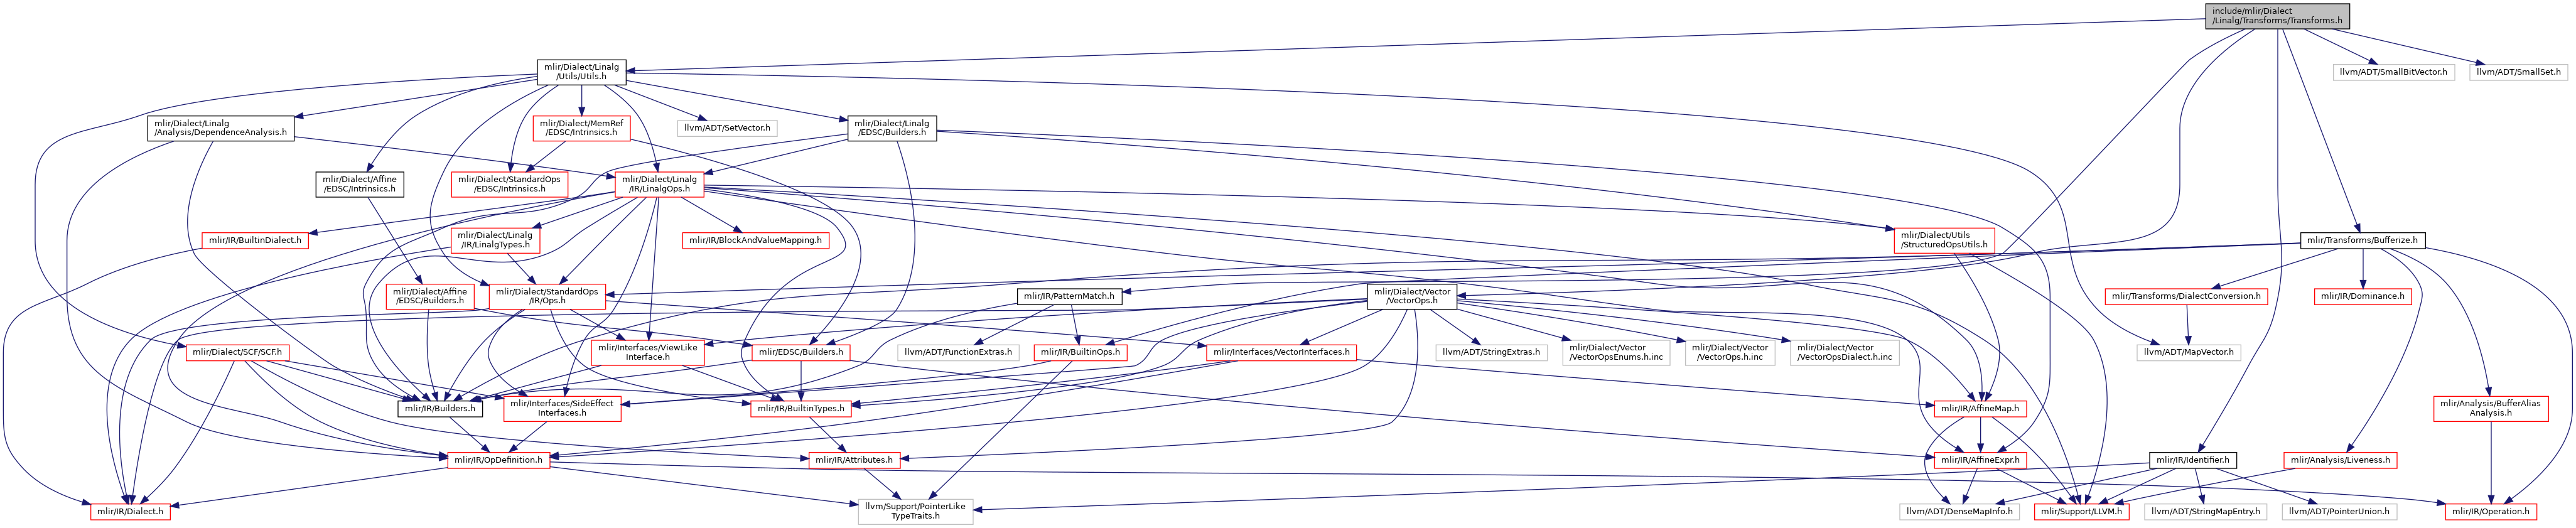 include/mlir/Dialect
/Linalg/Transforms/Transforms.h
mlir/Dialect/Linalg
/Utils/Utils.h
llvm/ADT/SmallBitVector.h
llvm/ADT/SmallSet.h
mlir/Dialect/Linalg
/Analysis/DependenceAnalysis.h
mlir/Dialect/MemRef
/EDSC/Intrinsics.h
llvm/ADT/SetVector.h
mlir/Dialect/Linalg
/EDSC/Builders.h
mlir/Dialect/Affine
/EDSC/Intrinsics.h
mlir/Dialect/StandardOps
/EDSC/Intrinsics.h
mlir/Dialect/Linalg
/IR/LinalgOps.h
mlir/IR/BuiltinDialect.h
mlir/Dialect/Linalg
/IR/LinalgTypes.h
mlir/IR/BlockAndValueMapping.h
mlir/Dialect/Utils
/StructuredOpsUtils.h
mlir/Transforms/Bufferize.h
mlir/Dialect/Affine
/EDSC/Builders.h
mlir/Dialect/StandardOps
/IR/Ops.h
mlir/IR/PatternMatch.h
mlir/Dialect/Vector
/VectorOps.h
mlir/Transforms/DialectConversion.h
mlir/IR/Dominance.h
mlir/Dialect/SCF/SCF.h
mlir/Interfaces/ViewLike
Interface.h
mlir/EDSC/Builders.h
llvm/ADT/FunctionExtras.h
mlir/IR/BuiltinOps.h
mlir/Interfaces/VectorInterfaces.h
llvm/ADT/StringExtras.h
mlir/Dialect/Vector
/VectorOpsEnums.h.inc
mlir/Dialect/Vector
/VectorOps.h.inc
mlir/Dialect/Vector
/VectorOpsDialect.h.inc
llvm/ADT/MapVector.h
mlir/IR/Builders.h
mlir/Interfaces/SideEffect
Interfaces.h
mlir/IR/BuiltinTypes.h
mlir/IR/AffineMap.h
mlir/Analysis/BufferAlias
Analysis.h
mlir/IR/OpDefinition.h
mlir/IR/Attributes.h
mlir/IR/AffineExpr.h
mlir/IR/Identifier.h
mlir/Analysis/Liveness.h
mlir/IR/Dialect.h
llvm/Support/PointerLike
TypeTraits.h
llvm/ADT/DenseMapInfo.h
mlir/Support/LLVM.h
llvm/ADT/StringMapEntry.h
llvm/ADT/PointerUnion.h
mlir/IR/Operation.h